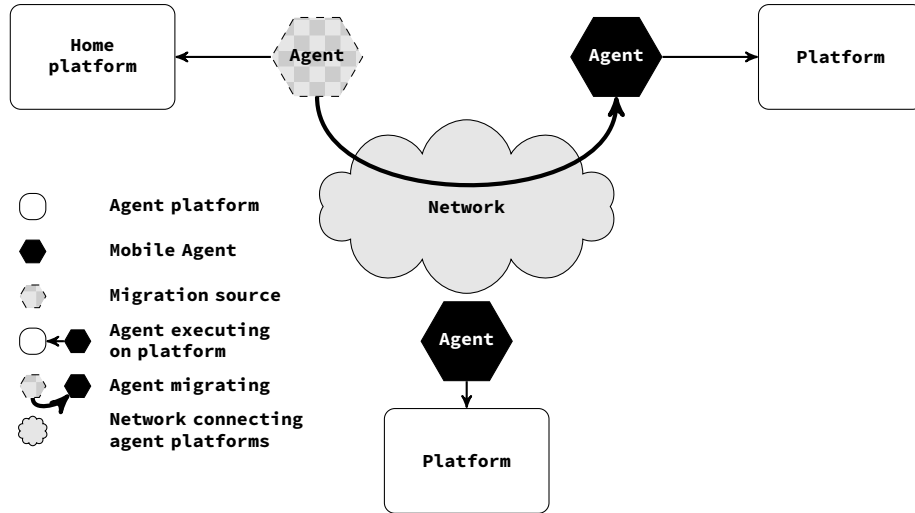 Home
platform
Agent
Agent
Platform
Network
Agent platform
Mobile Agent
Migration source
Agent executing
on platform
Agent migrating
Network connecting
agent platforms
Agent
Platform